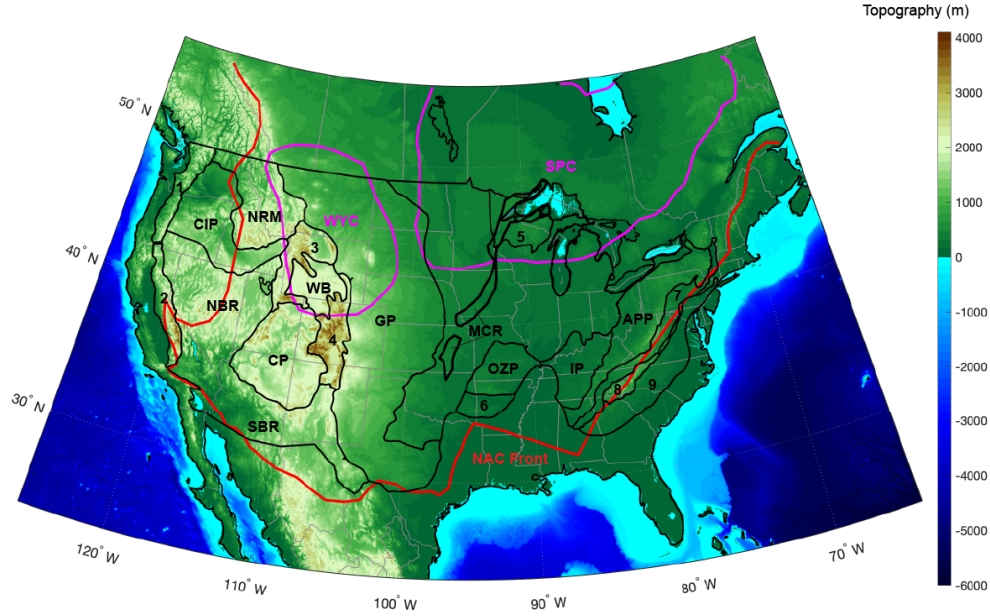 Topography (m)
4000
3000
2000
1000
0
-1000
-2000
-3000
-4000
-5000
-6000
50° N
40° N
30° N
120° W
110° W
100° W
90° W
80° W
70° W
SPC
1
NRM
WYC
CIP
5
3
2
NBR
WB
GP
APP
4
MCR
CP
OZP
IP
8
9
6
SBR
NAC Front